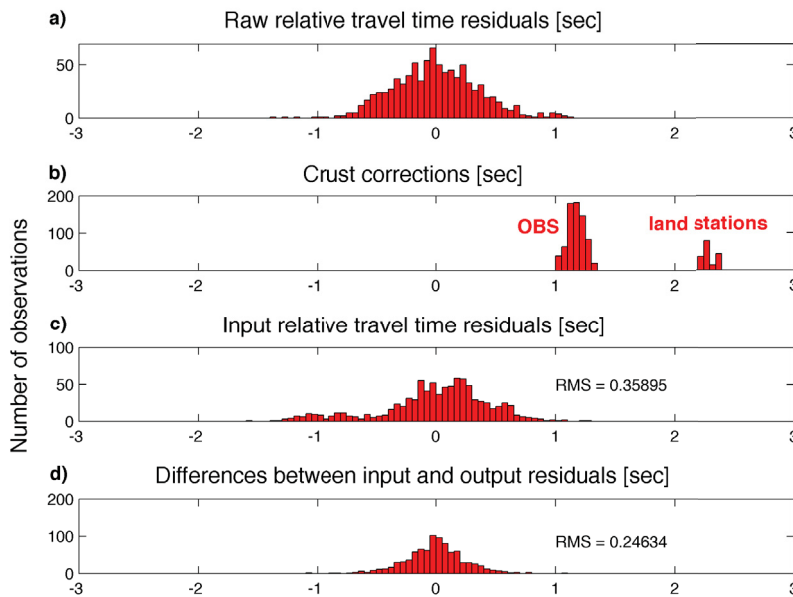 a) Raw relative travel time residuals [sec]
50
0
-3 -2 -1 0 1 2 3
b) Crust corrections [sec]
200
100
0
OBS land stations
-3 -2 -1 0 1 2 3
Number of observations
c) Input relative travel time residuals [sec]
100
50
0
RMS = 0.35895
-3 -2 -1 0 1 2 3
d) Differences between input and output residuals [sec]
200
100
0
RMS = 0.24634
-3 -2 -1 0 1 2 3